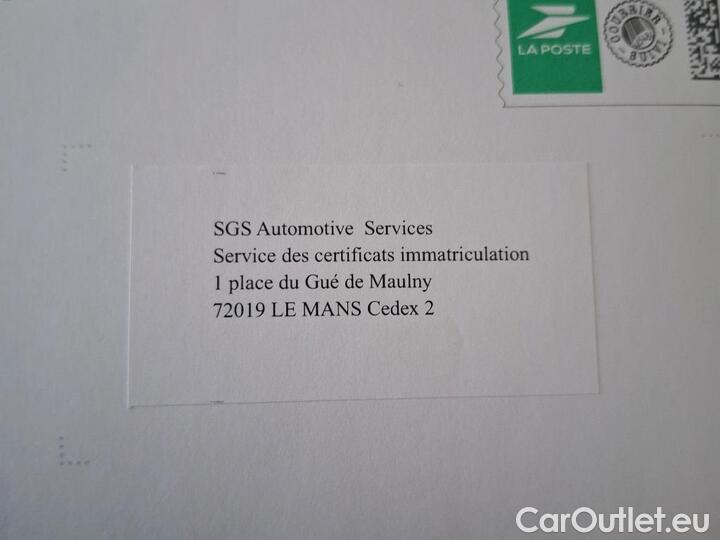 LA POSTE
COURRIER
SGS Automotive Services
Service des certificats immatriculation
1 place du Gué de Maulny
72019 LE MANS Cedex 2
CarOutlet.eu